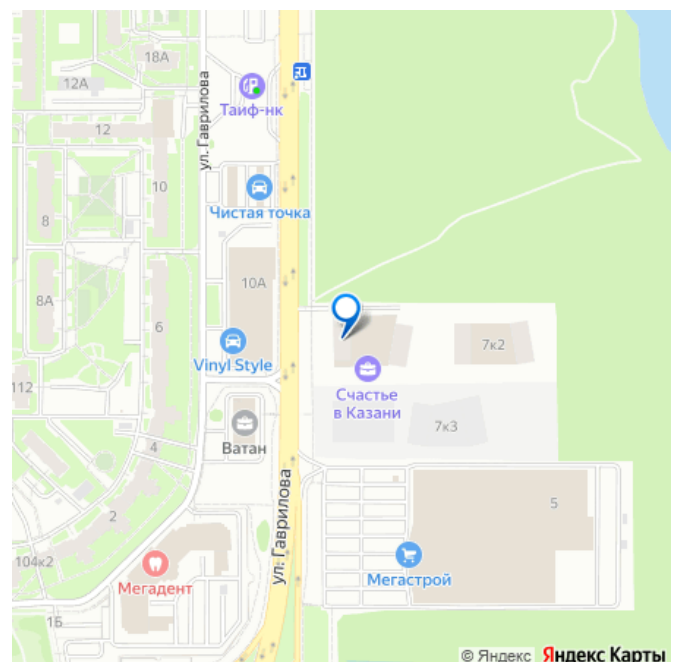 18А
12А
Таиф-нк
12
ул. Гаврилова
10
Чистая точка
8
10А
8А
6
Vinyl Style
7к2
Счастье
в Казани
112
7к3
Ватан
4
ул. Гаврилова
5
2
104к2
Мегастрой
Мегадент
1Б
© Яндекс Яндекс Карты